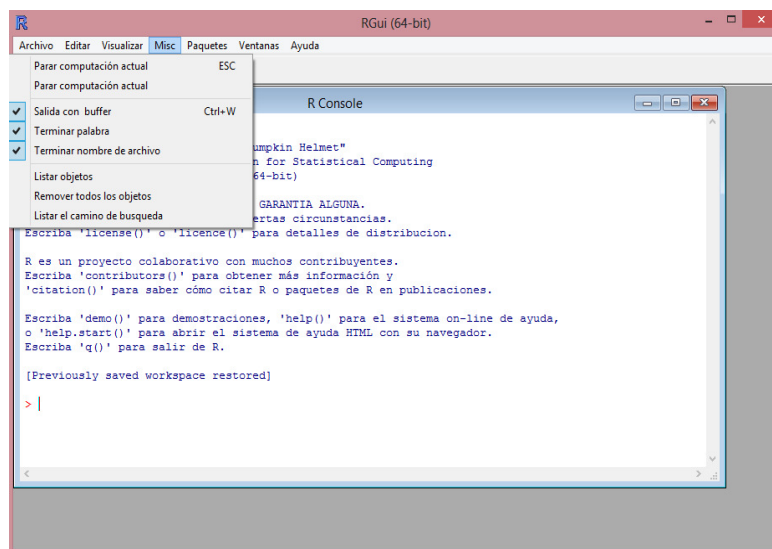 RGui (64-bit)
Archivo Editar Visualizar Misc Paquetes Ventanas Ayuda
Parar computación actual ESC
Parar computación actual
Salida con buffer Ctrl+W
Terminar palabra
Terminar nombre de archivo
Listar objetos
Remover todos los objetos
Listar el camino de busqueda
R Console
Helmet"
for Statistical Computing
64-bit)
GARANTIA ALGUNA.
circunstancias.
Escriba 'license()' o 'licence()' para detalles de distribucion.
R es un proyecto colaborativo con muchos contribuyentes.
Escriba 'contributors()' para obtener más información y
'citation()' para saber cómo citar R o paquetes de R en publicaciones.
Escriba 'demo()' para demostraciones, 'help()' para el sistema on-line de ayuda,
o 'help.start()' para abrir el sistema de ayuda HTML con su navegador.
Escriba 'q()' para salir de R.
[Previously saved workspace restored]
>